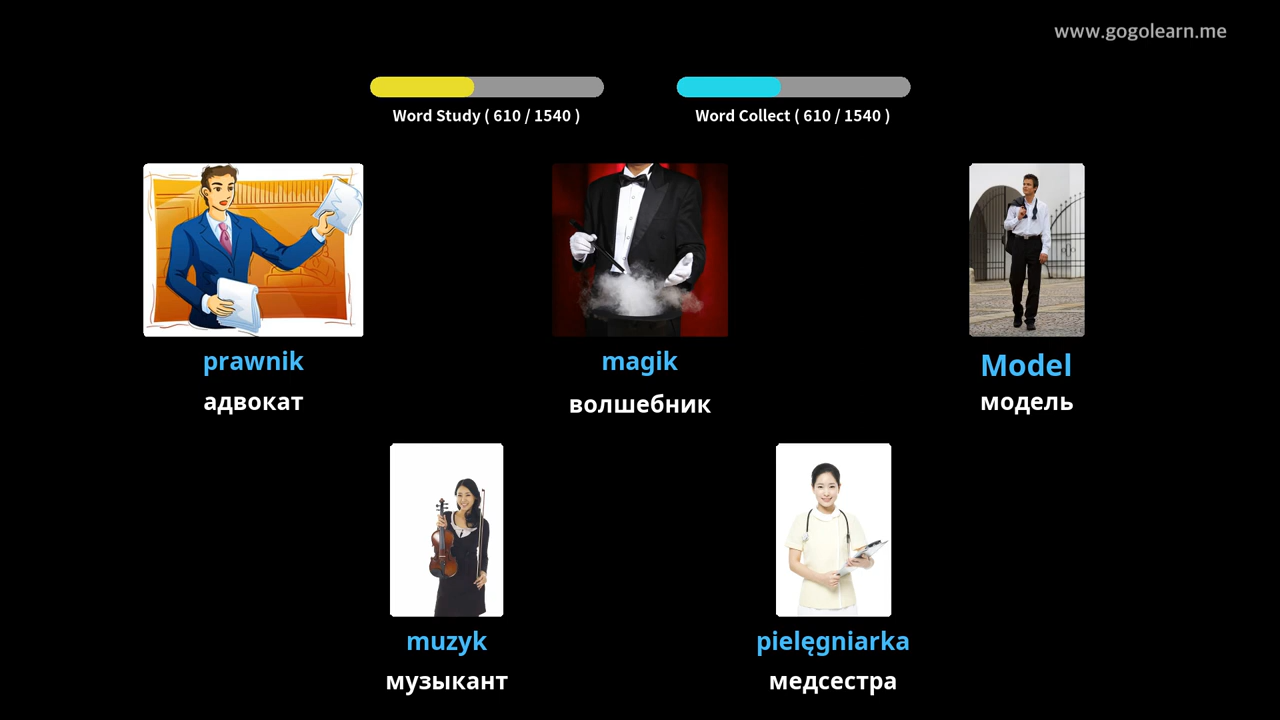 www.gogolearn.me
Word Study ( 610 / 1540 )
Word Collect ( 610 / 1540 )
prawnik
адвокат
magik
волшебник
Model
модель
muzyk
музыкант
pielęgniarka
медсестра